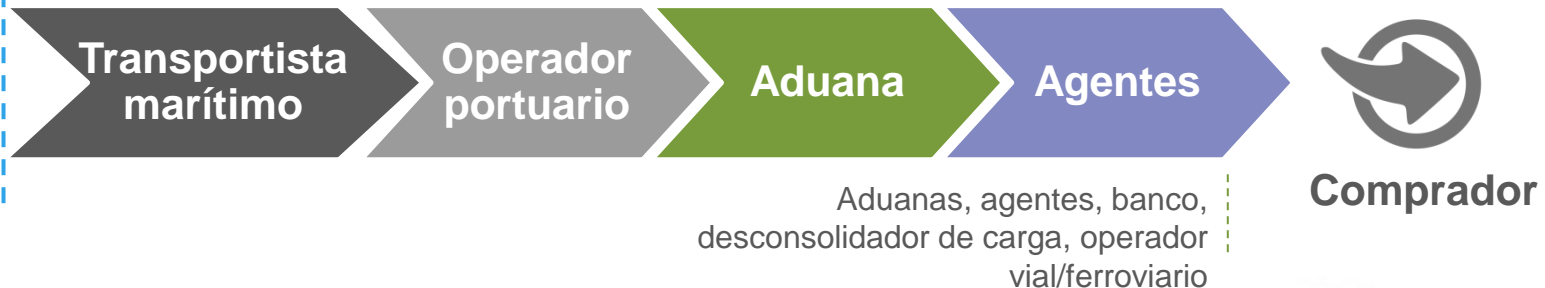 Transportista
marítimo
Operador
portuario
Aduana
Agentes
Comprador
Aduanas, agentes, banco,
desconsolidador de carga, operador
vial/ferroviario